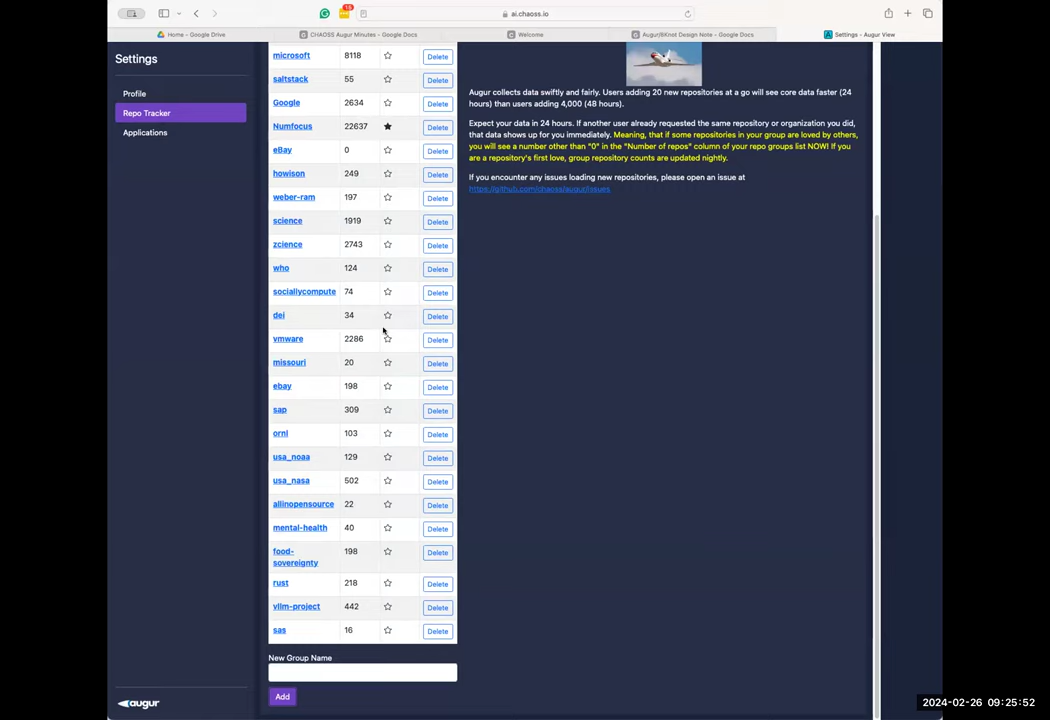 16
ai.chaoss.io
Home - Google Drive
CHAOSS Augur Minutes - Google Docs
Welcome
Augur/8Knot Design Note - Google Docs
Settings - Augur View
Settings
Profile
Repo Tracker
Applications
microsoft 8118 Delete
saltstack 55 Delete
Google 2634 Delete
Numfocus 22637 Delete
eBay 0 Delete
howison 249 Delete
weber-ram 197 Delete
science 1919 Delete
zcience 2743 Delete
who 124 Delete
sociallycompute 74 Delete
dei 34 Delete
vmware 2286 Delete
missouri 20 Delete
ebay 198 Delete
sap 309 Delete
ornl 103 Delete
usa_noaa 129 Delete
usa_nasa 502 Delete
allinopensource 22 Delete
mental-health 40 Delete
food-
sovereignty 198 Delete
rust 218 Delete
vllm-project 442 Delete
sas 16 Delete
New Group Name
Add
augur
Augur collects data swiftly and fairly. Users adding 20 new repositories at a go will see core data faster (24
hours) than users adding 4,000 (48 hours).
Expect your data in 24 hours. If another user already requested the same repository or organization you did,
that data shows up for you immediately. Meaning, that if some repositories in your group are loved by others,
you will see a number other than "0" in the "Number of repos" column of your repo groups list NOW! If you
are a repository's first love, group repository counts are updated nightly.
If you encounter any issues loading new repositories, please open an issue at
https://github.com/chaoss/augur/issues
2024-02-26 09:25:52